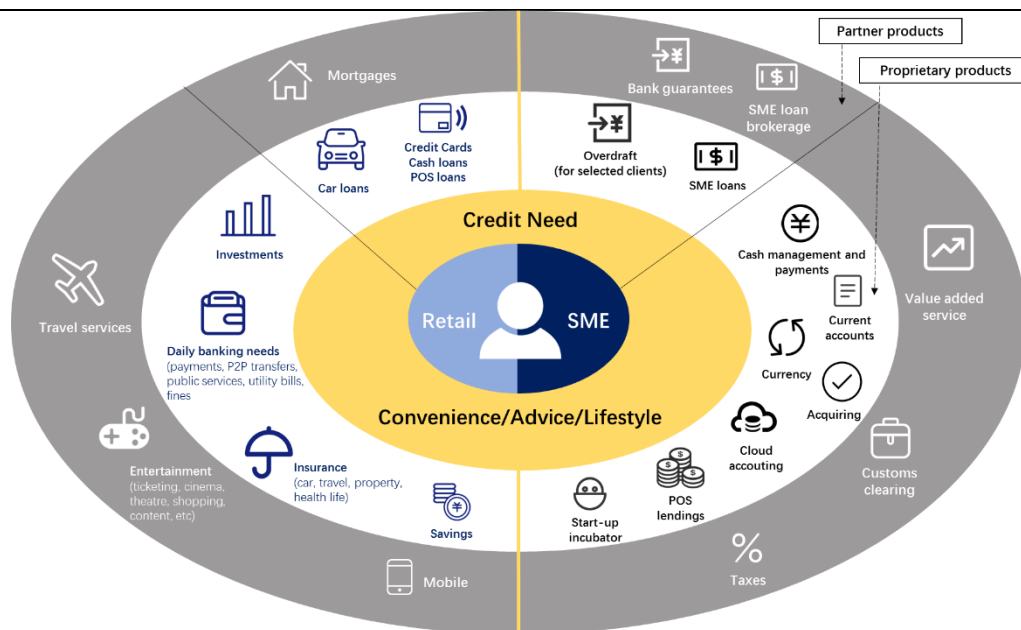 Partner products
Proprietary products
Mortgages
Bank guarantees
SME loan
brokerage
Credit Cards
Cash loans
POS loans
Car loans
Overdraft
(for selected clients)
SME loans
Investments
Credit Need
Cash management and
payments
Travel services
Retail
SME
Value added
service
Current
accounts
Daily banking needs
(payments, P2P transfers,
public services, utility bills,
fines
Currency
Acquiring
Convenience/Advice/Lifestyle
Cloud
accouting
Customs
clearing
Entertainment
(ticketing, cinema,
theatre, shopping,
content, etc)
Insurance
(car, travel, property,
health life)
Savings
Start-up
incubator
POS
lendings
Mobile
Taxes